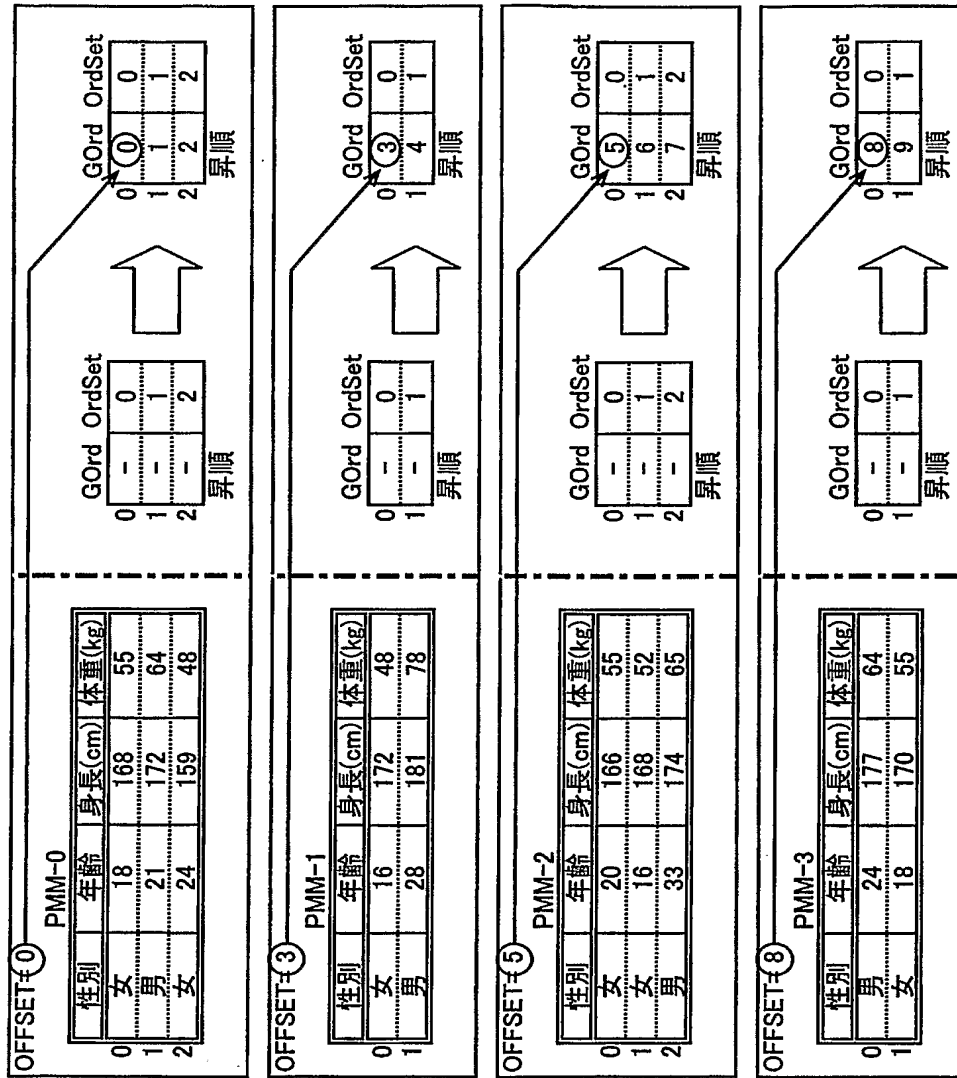 OFFSET=0
PMM-0
性別 年齢 身長(cm) 体重(kg)
0 女 18 168 55
1 男 21 172 64
2 女 24 159 48
GOrd OrdSet
0 - 0
1 - 1
2 - 2
昇順
GOrd OrdSet
0 0 0
1 1 1
2 2 2
昇順
OFFSET=3
PMM-1
性別 年齢 身長(cm) 体重(kg)
0 女 16 172 48
1 男 28 181 78
GOrd OrdSet
0 - 0
1 - 1
昇順
GOrd OrdSet
0 3 0
1 4 1
昇順
OFFSET=5
PMM-2
性別 年齢 身長(cm) 体重(kg)
0 女 20 166 55
1 女 16 168 52
2 男 33 174 65
GOrd OrdSet
0 - 0
1 - 1
2 - 2
昇順
GOrd OrdSet
0 5 0
1 6 1
2 7 2
昇順
OFFSET=8
PMM-3
性別 年齢 身長(cm) 体重(kg)
0 男 24 177 64
1 女 18 170 55
GOrd OrdSet
0 - 0
1 - 1
昇順
GOrd OrdSet
0 8 0
1 9 1
昇順